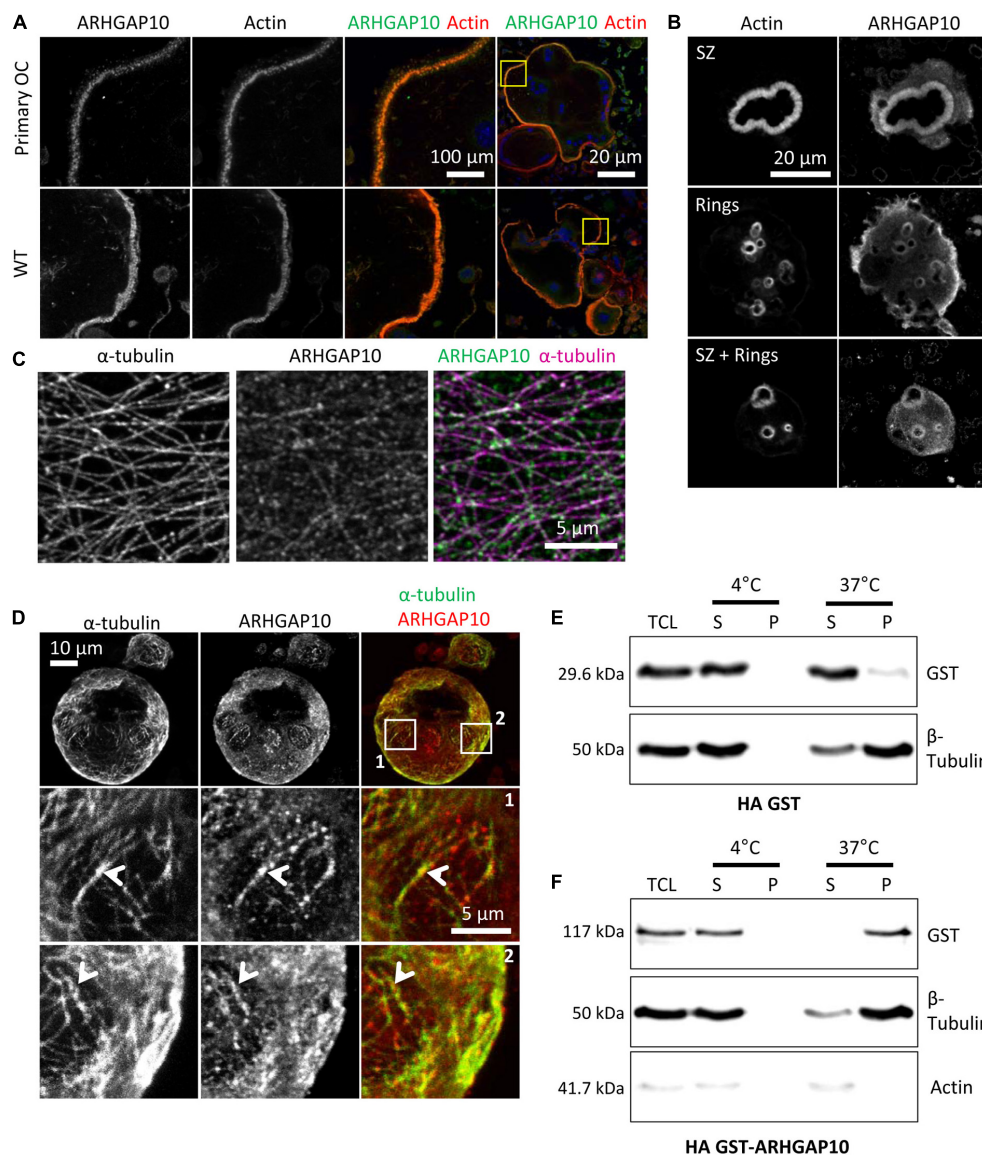 A
ARHGAP10
Actin
ARHGAP10 Actin
ARHGAP10 Actin
Primary OC
100 µm
20 µm
WT
B
Actin
ARHGAP10
SZ
20 µm
Rings
SZ + Rings
C
α-tubulin
ARHGAP10
ARHGAP10 α-tubulin
5 µm
D
α-tubulin
ARHGAP10
α-tubulin
ARHGAP10
10 µm
1
2
1
5 µm
2
E
4°C
37°C
TCL
S
P
S
P
29.6 kDa
GST
50 kDa
β-
Tubulin
HA GST
F
4°C
37°C
TCL
S
P
S
P
117 kDa
GST
50 kDa
β-
Tubulin
41.7 kDa
Actin
HA GST-ARHGAP10